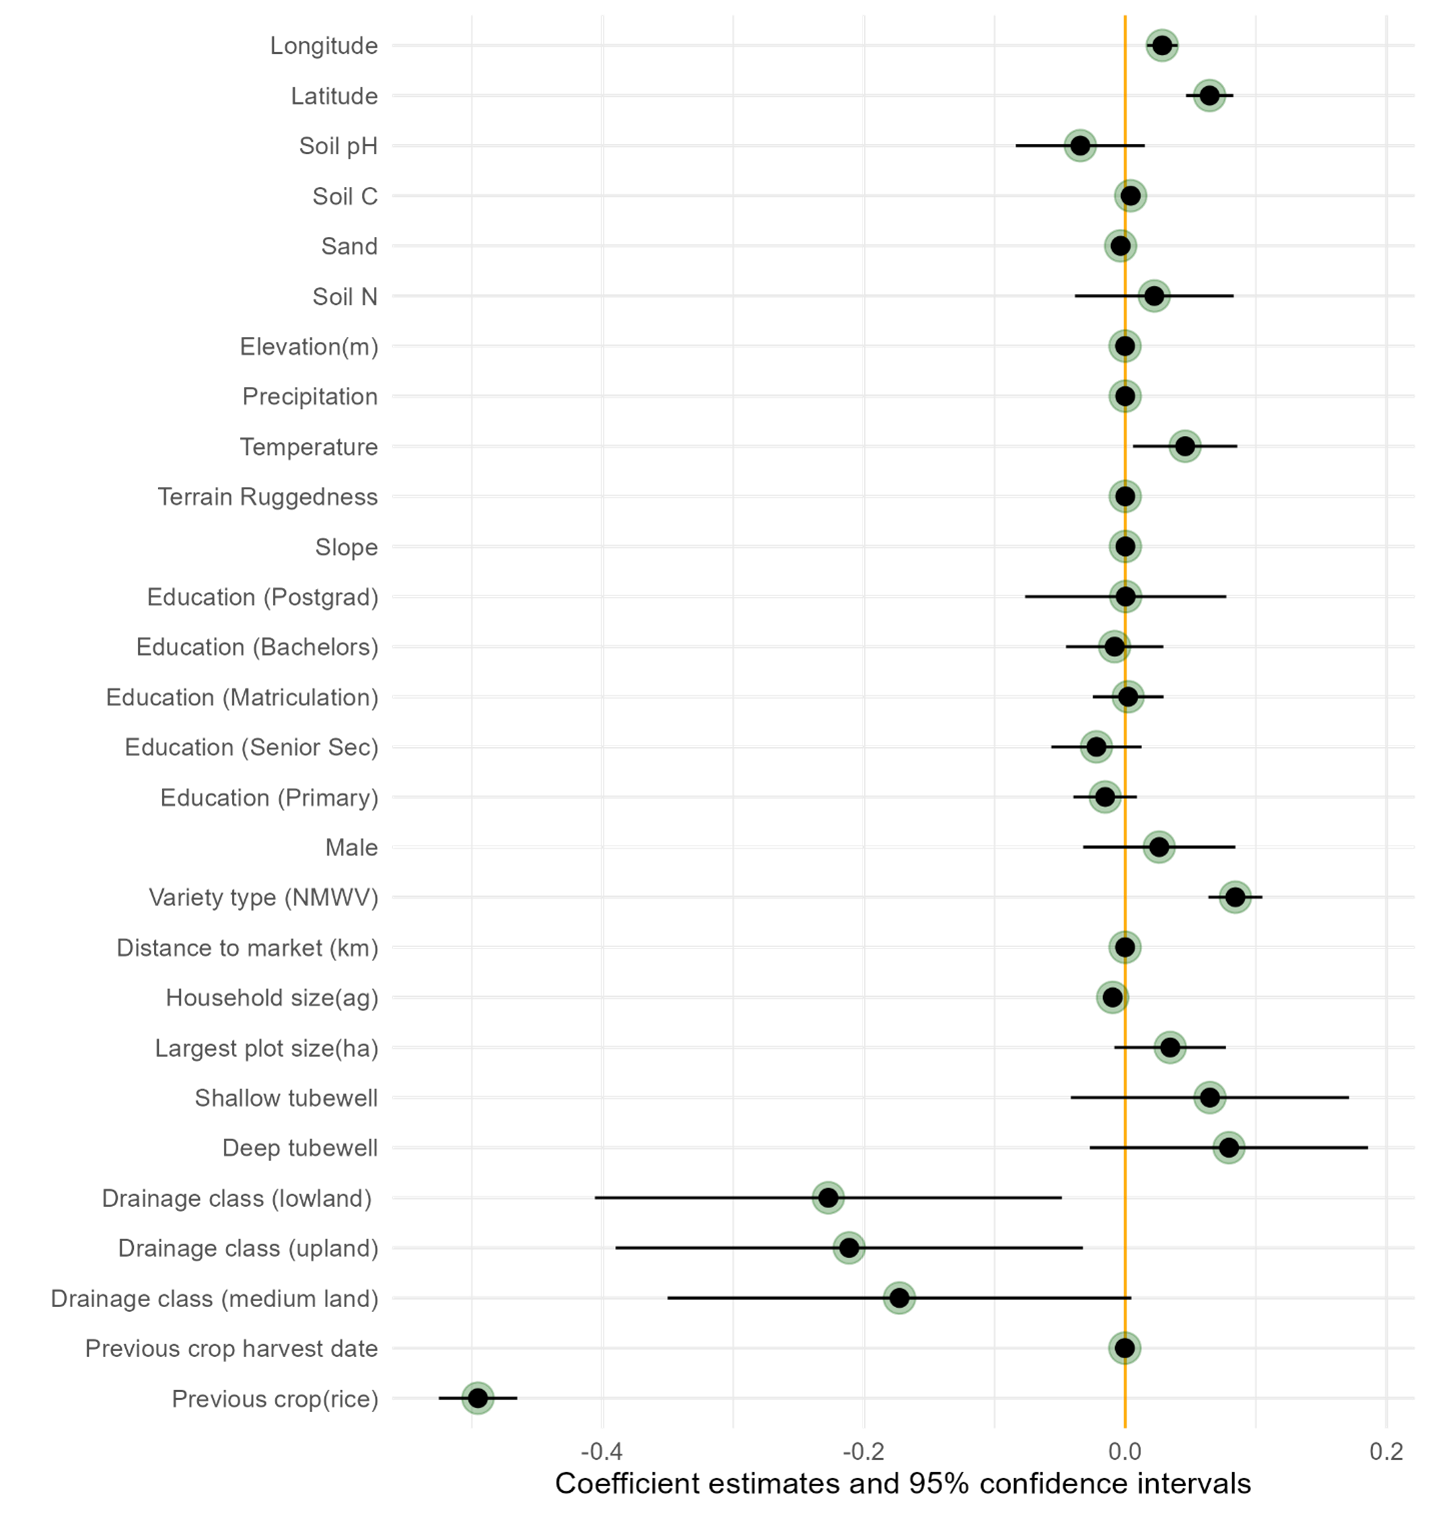 Longitude
Latitude
Soil pH
Soil C
Sand
Soil N
Elevation(m)
Precipitation
Temperature
Terrain Ruggedness
Slope
Education (Postgrad)
Education (Bachelors)
Education (Matriculation)
Education (Senior Sec)
Education (Primary)
Male
Variety type (NMWV)
Distance to market (km)
Household size(ag)
Largest plot size(ha)
Shallow tubewell
Deep tubewell
Drainage class (lowland)
Drainage class (upland)
Drainage class (medium land)
Previous crop harvest date
Previous crop(rice)
-0.4 -0.2 0.0 0.2
Coefficient estimates and 95% confidence intervals